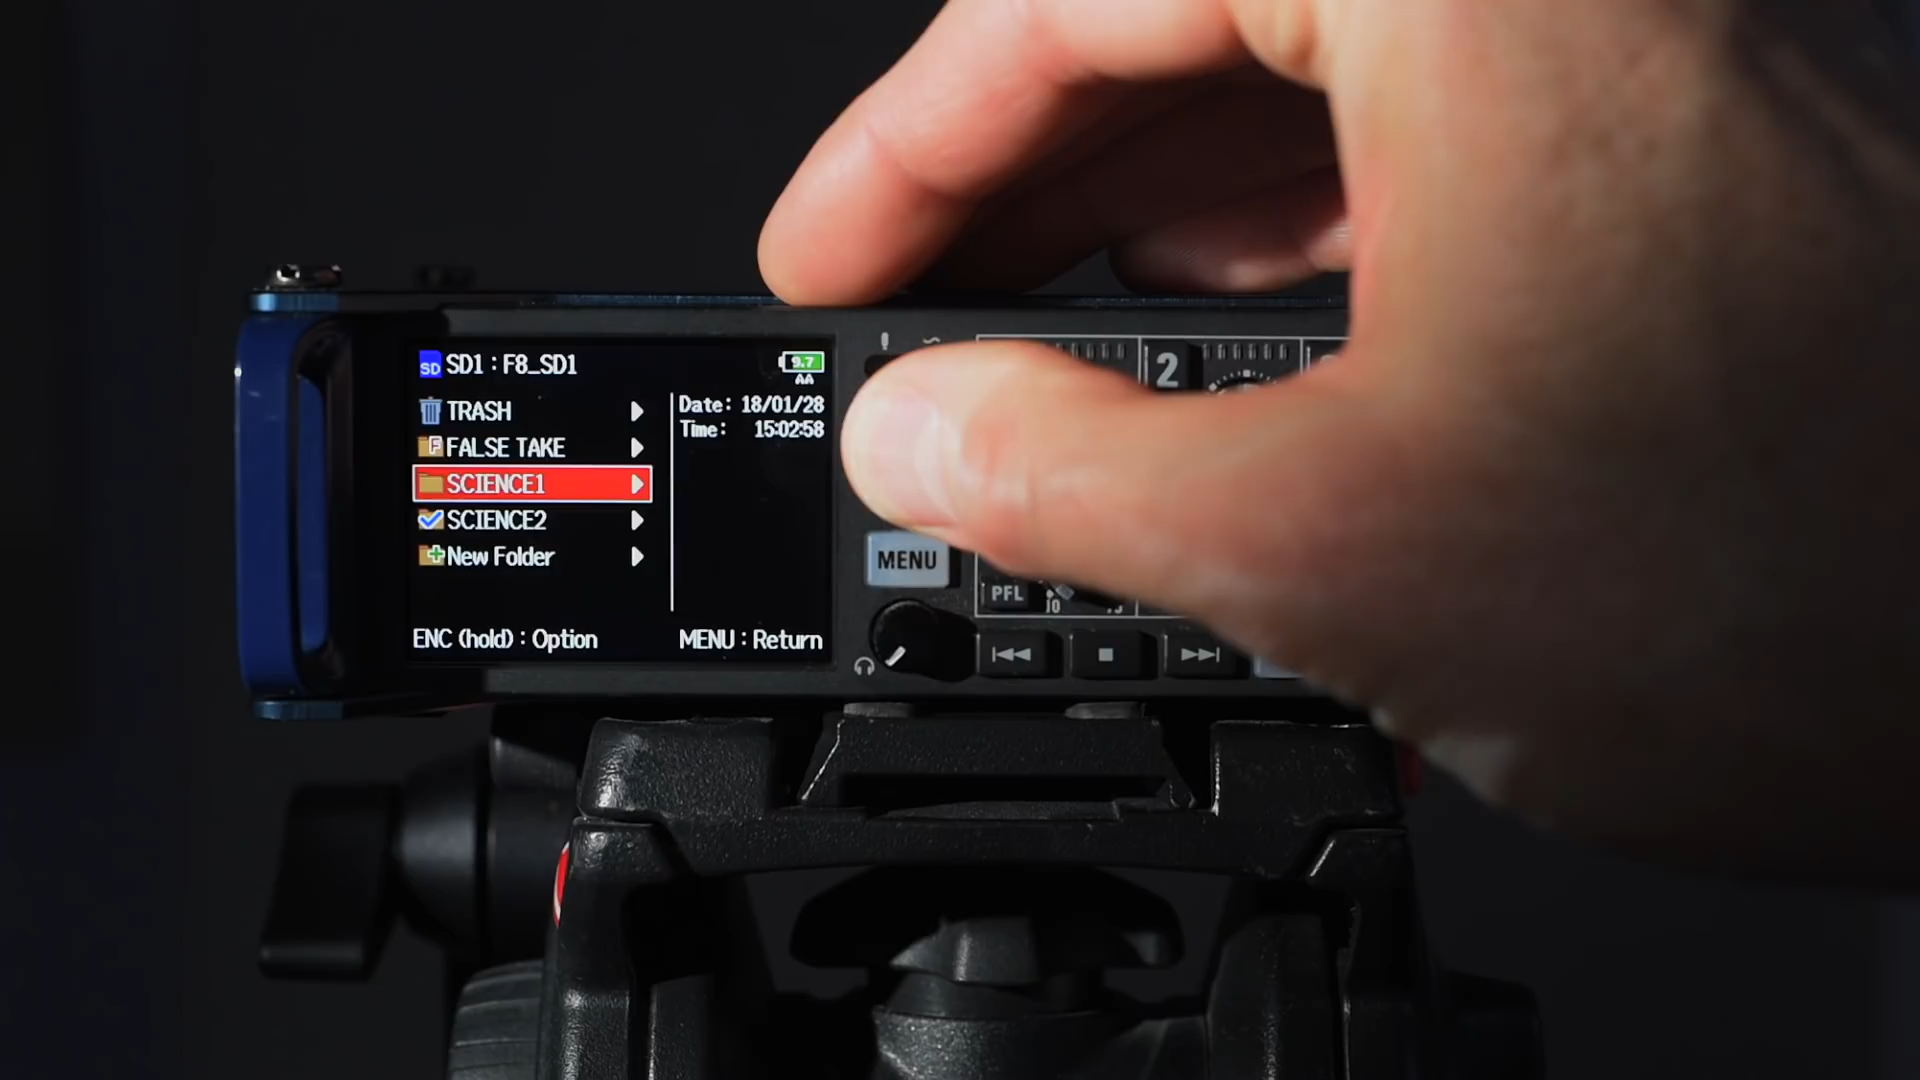 SD SD1 : F8_SD1
9.7
AA
TRASH
FALSE TAKE
SCIENCE1
SCIENCE2
New Folder
Date: 18/01/28
Time: 15:02:58
ENC (hold) : Option
MENU : Return
MENU
2
PFL